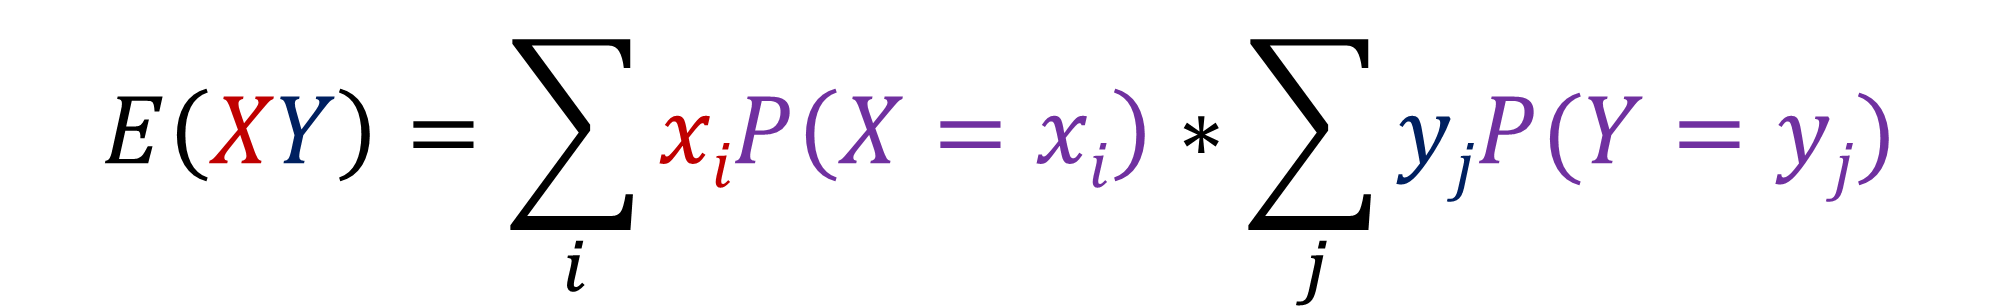 E(XY) = ∑_i x_i P(X = x_i) * ∑_j y_j P(Y = y_j)